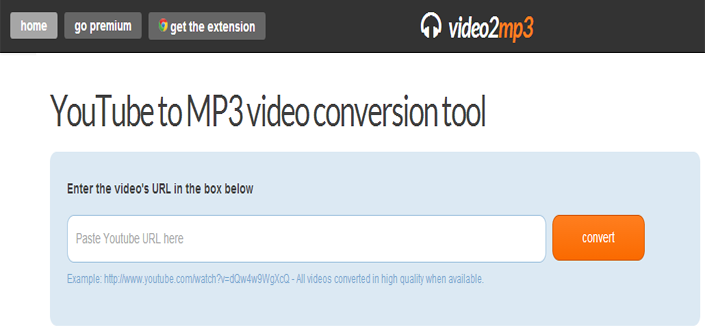 home go premium get the extension video2mp3
YouTube to MP3 video conversion tool
Enter the video's URL in the box below
Paste Youtube URL here convert
Example: http://www.youtube.com/watch?v=dQw4w9WgXcQ - All videos converted in high quality when available.